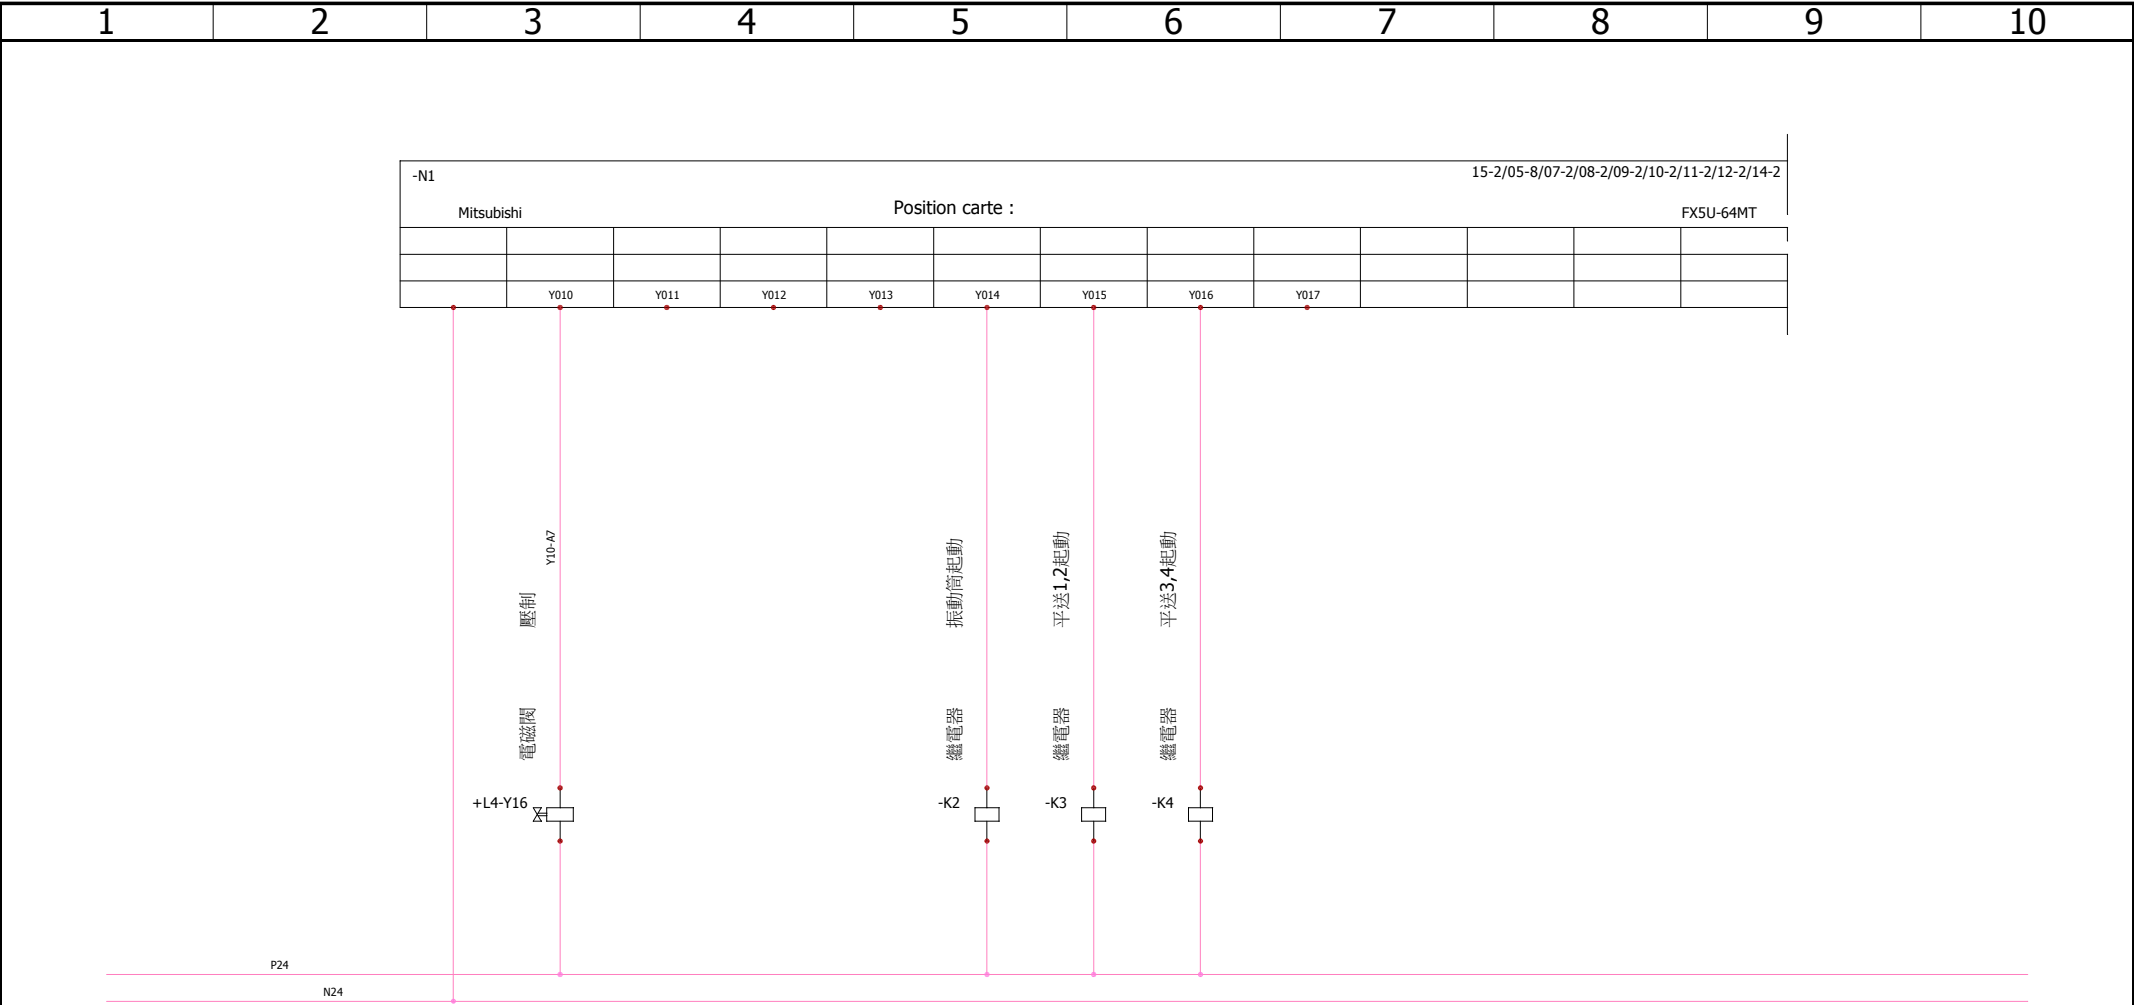 1 2 3 4 5 6 7 8 9 10
-N1 15-2/05-8/07-2/08-2/09-2/10-2/11-2/12-2/14-2
Mitsubishi Position carte : FX5U-64MT
Y010 Y011 Y012 Y013 Y014 Y015 Y016 Y017
Y10-A7
壓制
振動筒起動
平送1,2起動
平送3,4起動
電磁閥
繼電器
繼電器
繼電器
+L4-Y16 -K2 -K3 -K4
P24
N24